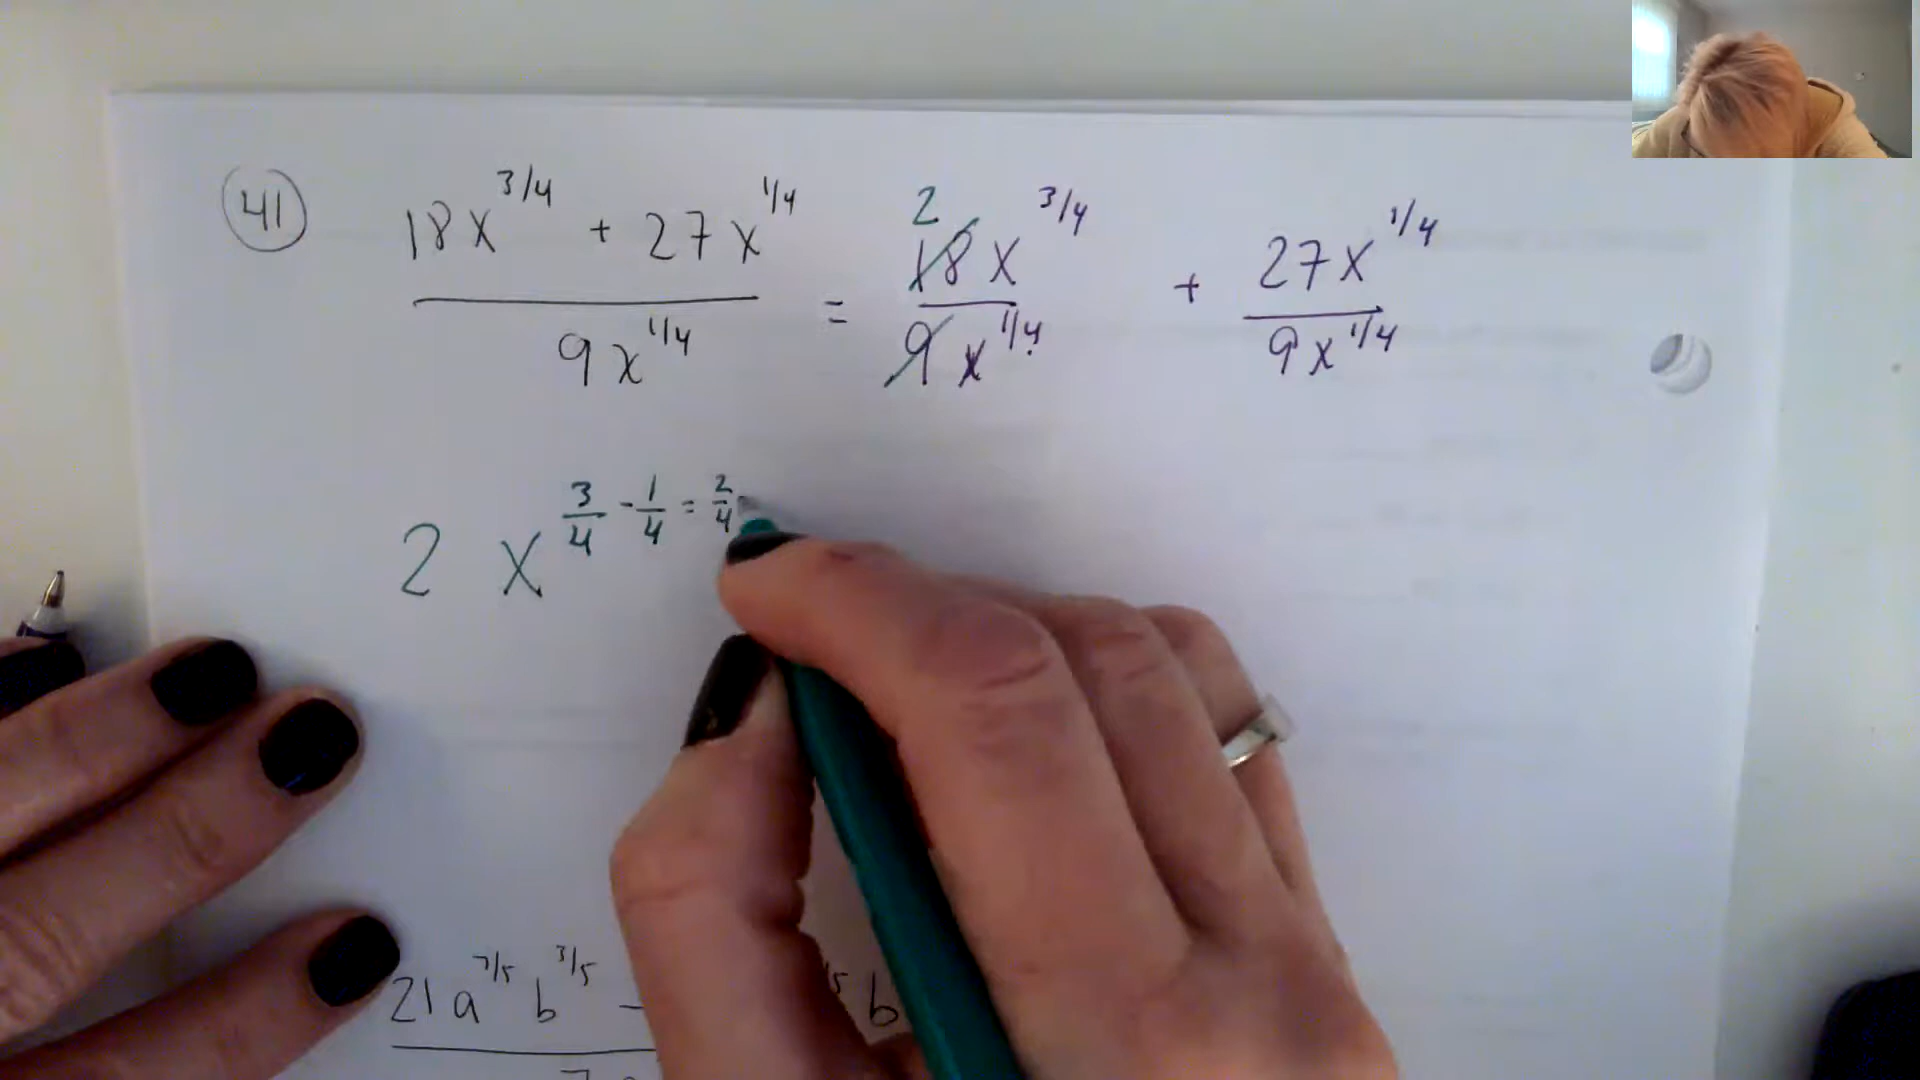 41 18x^3/4 + 27x^1/4 / 9x^1/4 = 2 18x^3/4 / 9x^1/4 + 27x^1/4 / 9x^1/4
2 x^3/4 - 1/4 = 2/4
21a^7/5 b^3/5 - b